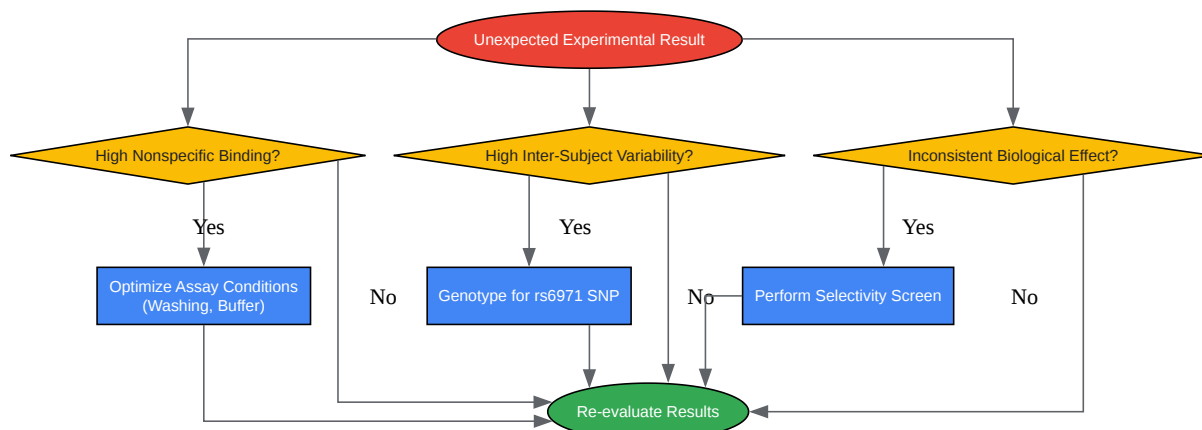 Unexpected Experimental Result
High Nonspecific Binding?
High Inter-Subject Variability?
Inconsistent Biological Effect?
Yes
Yes
Yes
Optimize Assay Conditions
(Washing, Buffer)
No
Genotype for rs6971 SNP
No
Perform Selectivity Screen
No
Re-evaluate Results